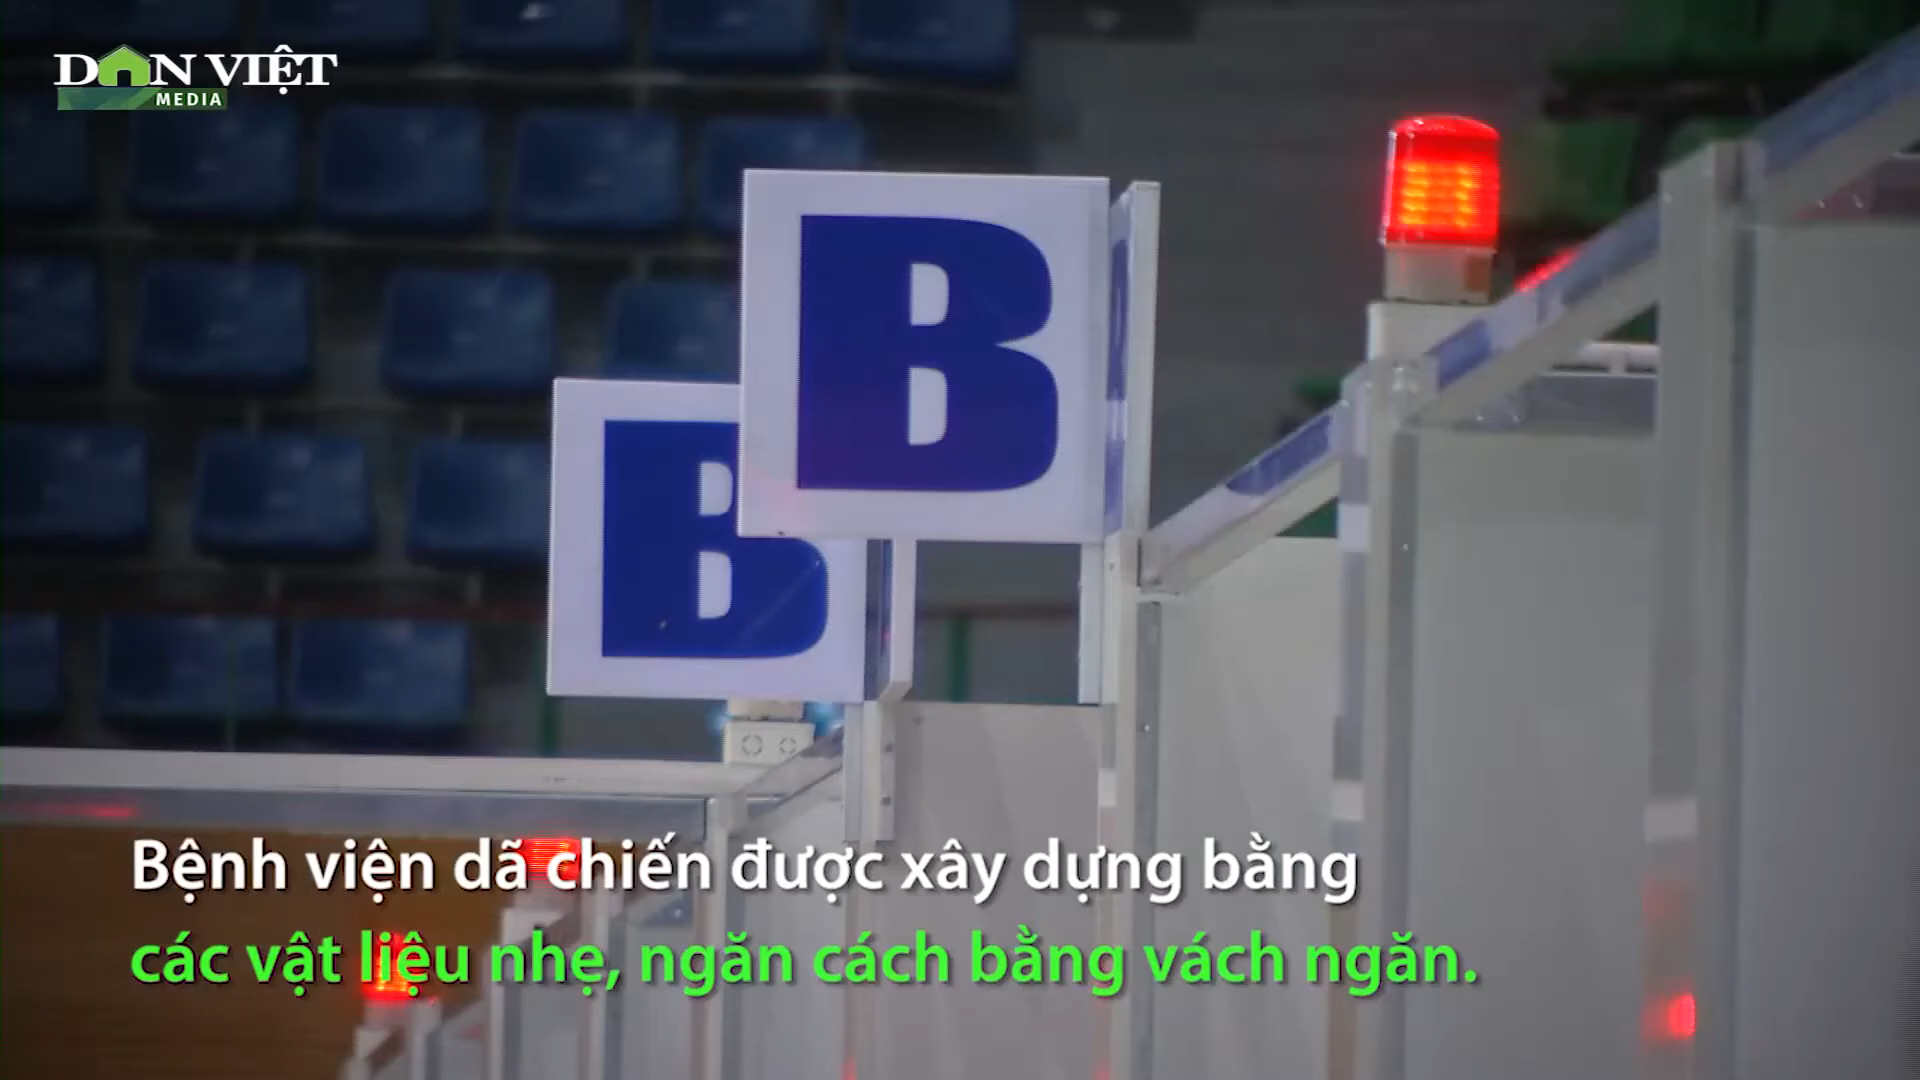 DÂN VIỆT
MEDIA
B
B
Bệnh viện dã chiến được xây dựng bằng
các vật liệu nhẹ, ngăn cách bằng vách ngăn.